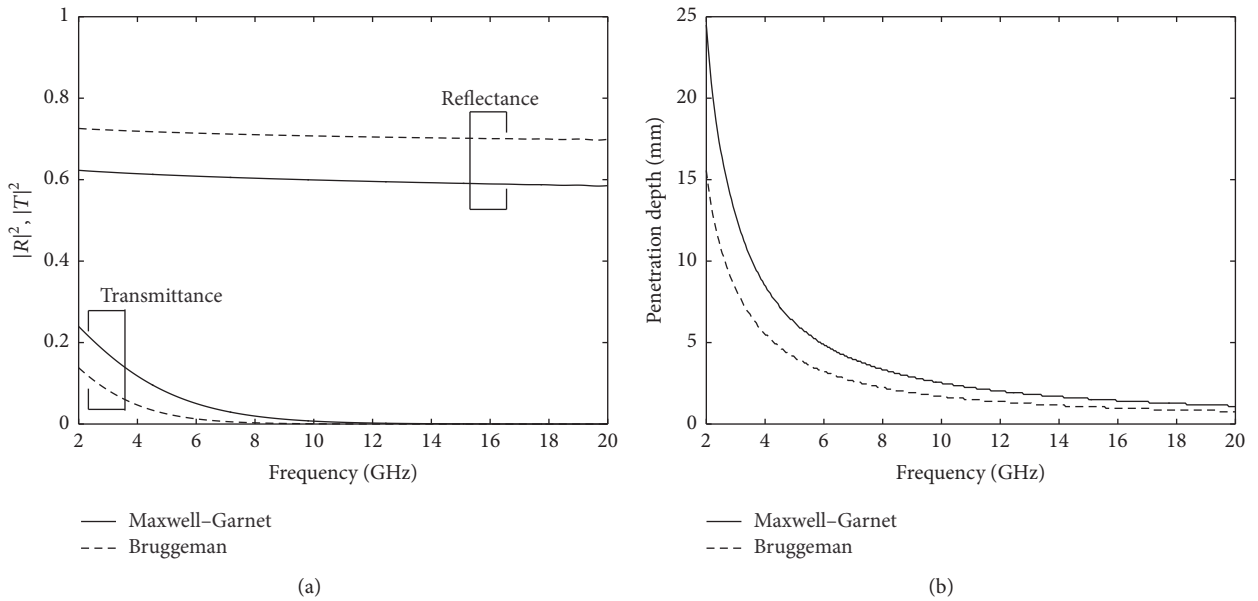 1
0.8
0.6
0.4
0.2
0
|R|², |T|²
Reflectance
Transmittance
2 4 6 8 10 12 14 16 18 20
Frequency (GHz)
Maxwell–Garnet
Bruggeman
(a)
25
20
15
10
5
0
Penetration depth (mm)
2 4 6 8 10 12 14 16 18 20
Frequency (GHz)
Maxwell–Garnet
Bruggeman
(b)